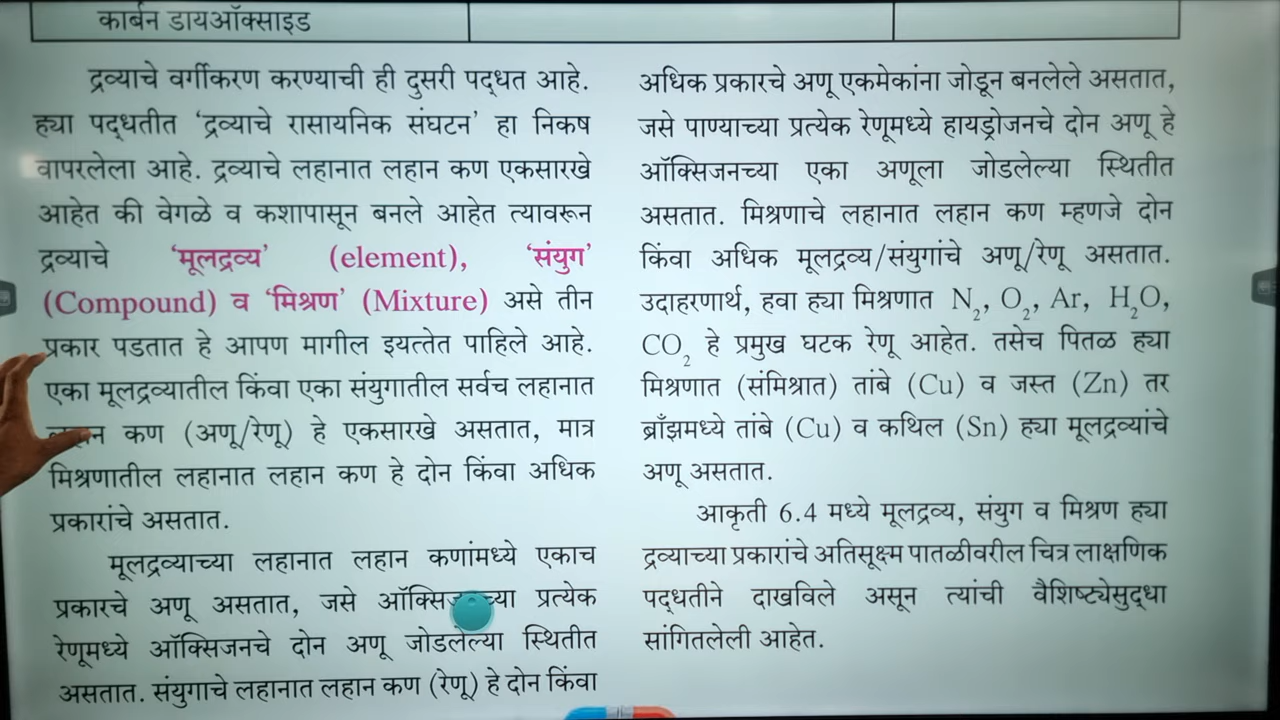 कार्बन डायऑक्साइड
द्रव्याचे वर्गीकरण करण्याची ही दुसरी पद्धत आहे.
ह्या पद्धतीत ‘द्रव्याचे रासायनिक संघटन’ हा निकष
वापरलेला आहे. द्रव्याचे लहानात लहान कण एकसारखे
आहेत की वेगळे व कशापासून बनले आहेत त्यावरून
द्रव्याचे ‘मूलद्रव्य’ (element), ‘संयुग’
(Compound) व ‘मिश्रण’ (Mixture) असे तीन
प्रकार पडतात हे आपण मागील इयत्तेत पाहिले आहे.
एका मूलद्रव्यातील किंवा एका संयुगातील सर्वच लहानात
कण (अणू/रेणू) हे एकसारखे असतात, मात्र
मिश्रणातील लहानात लहान कण हे दोन किंवा अधिक
प्रकारांचे असतात.
मूलद्रव्याच्या लहानात लहान कणांमध्ये एकाच
प्रकारचे अणू असतात, जसे प्रत्येक
रेणूमध्ये ऑक्सिजनचे दोन अणू जोडलेल्या स्थितीत
असतात. संयुगाचे लहानात लहान कण (रेणू) हे दोन किंवा
अधिक प्रकारचे अणू एकमेकांना जोडून बनलेले असतात,
जसे पाण्याच्या प्रत्येक रेणूमध्ये हायड्रोजनचे दोन अणू हे
ऑक्सिजनच्या एका अणूला जोडलेल्या स्थितीत
असतात. मिश्रणाचे लहानात लहान कण म्हणजे दोन
किंवा अधिक मूलद्रव्य/संयुगांचे अणू/रेणू असतात.
उदाहरणार्थ, हवा ह्या मिश्रणात N₂, O₂, Ar, H₂O,
CO₂ हे प्रमुख घटक रेणू आहेत. तसेच पितळ ह्या
मिश्रणात (संमिश्रात) तांबे (Cu) व जस्त (Zn) तर
ब्राँझमध्ये तांबे (Cu) व कथिल (Sn) ह्या मूलद्रव्यांचे
अणू असतात.
आकृती 6.4 मध्ये मूलद्रव्य, संयुग व मिश्रण ह्या
द्रव्याच्या प्रकारांचे अतिसूक्ष्म पातळीवरील चित्र लाक्षणिक
पद्धतीने दाखविले असून त्यांची वैशिष्ट्येसुद्धा
सांगितलेली आहेत.